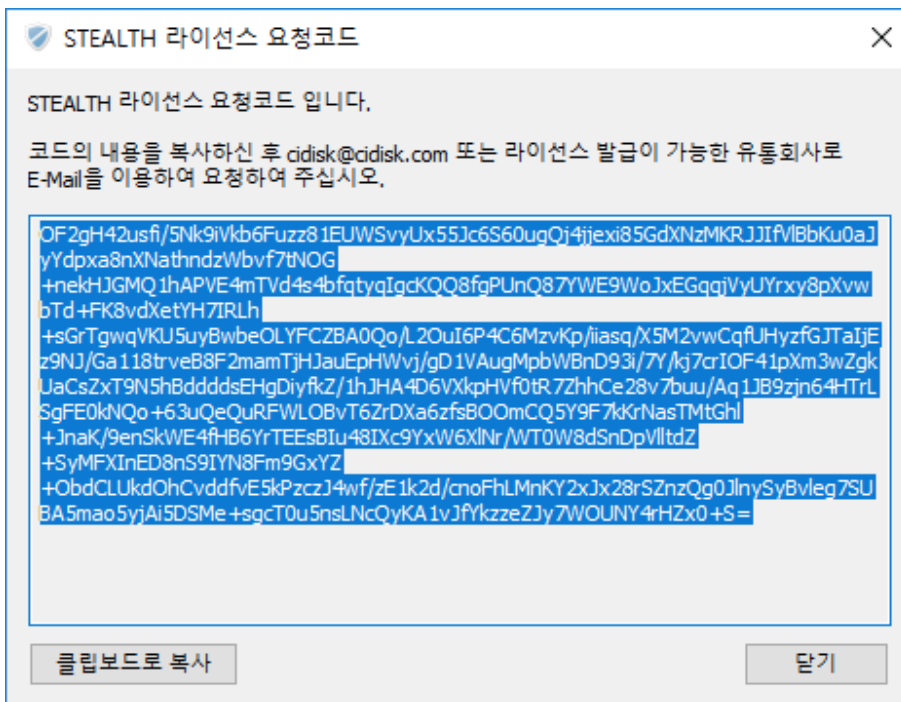 STEALTH 라이선스 요청코드
STEALTH 라이선스 요청코드 입니다.
코드의 내용을 복사하신 후 cidisk@cidisk.com 또는 라이선스 발급이 가능한 유통회사로
E-Mail을 이용하여 요청하여 주십시오.
OF2gH42usfi/5Nk9iVkb6Fuzz81EUWSvyUx55Jc6S60ugQj4jjexi85GdXNzMKRJJIfVlBbKu0aJ
yYdpxa8nXNathndzWbvf7tNOG
+nekHJGMQ1hAPVE4mTVd4s4bfqtyqIgcKQQ8fgPUnQ87YWE9WoJxEGqgjVyUYrxy8pXvw
bTd+FK8vdXetYH7IRLh
+sGrTgwqVKU5uyBwbeOLYFCZBA0Qo/L2OuI6P4C6MzvKp/iiasq/X5M2vwCqfUHyzfGJTaIjE
z9NJ/Ga118trveB8F2mamTjHJauEpHWvj/gD1VAugMpbWBnD93i/7Y/kj7crIOF41pXm3wZgk
UaCsZxT9N5hBddddsEHgDiyfkZ/1hJHA4D6VXkpHVf0tR7ZhhCe28v7buu/Aq1JB9zjn64HTrL
SgFE0kNQo+63uQeQuRFWLOBvT6ZrDXa6zfsBOOmCQ5Y9F7kKrNasTMtGhl
+JnaK/9enSkWE4fHB6YrTEEsBIu48IXc9YxW6XlNr/WT0W8dSnDpVlltdZ
+SyMFXInED8nS9IYN8Fm9GxYZ
+ObdCLUkdOhCvddfvE5kPzczJ4wf/zE1k2d/cnoFhLMnKY2xJx28rSZnzQg0JlnySyBvleg7SU
BA5mao5yjAi5DSMe+sgcT0u5nsLNcQyKA1vJfYkzzeZJy7WOUNY4rHZx0+S=
클립보드로 복사
닫기